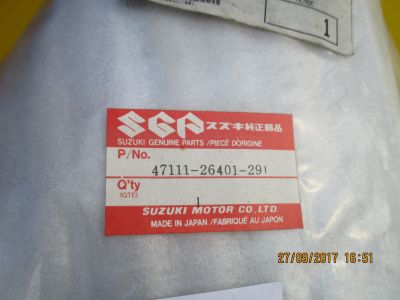 1
SGP スズキ純正部品
SUZUKI GENUINE PARTS /PIÈCE D'ORIGINE
P/No.
47111-26401-291
Q'ty
(QTE)
1
SUZUKI MOTOR CO.,LTD.
MADE IN JAPAN /FABRIQUÉ AU JAPON
27/09/2017 16:51